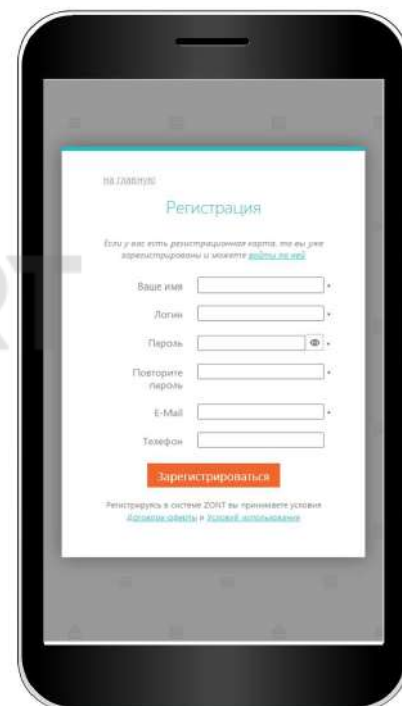 на главную
Регистрация
Если у вас есть регистрационная карта, то вы уже
зарегистрированы и можете войти по ней
Ваше имя *
Логин *
Пароль *
Повторите
пароль *
E-Mail *
Телефон
Зарегистрироваться
Регистрируясь в системе ZONT вы принимаете условия
Договора оферты и Условий использования
RT